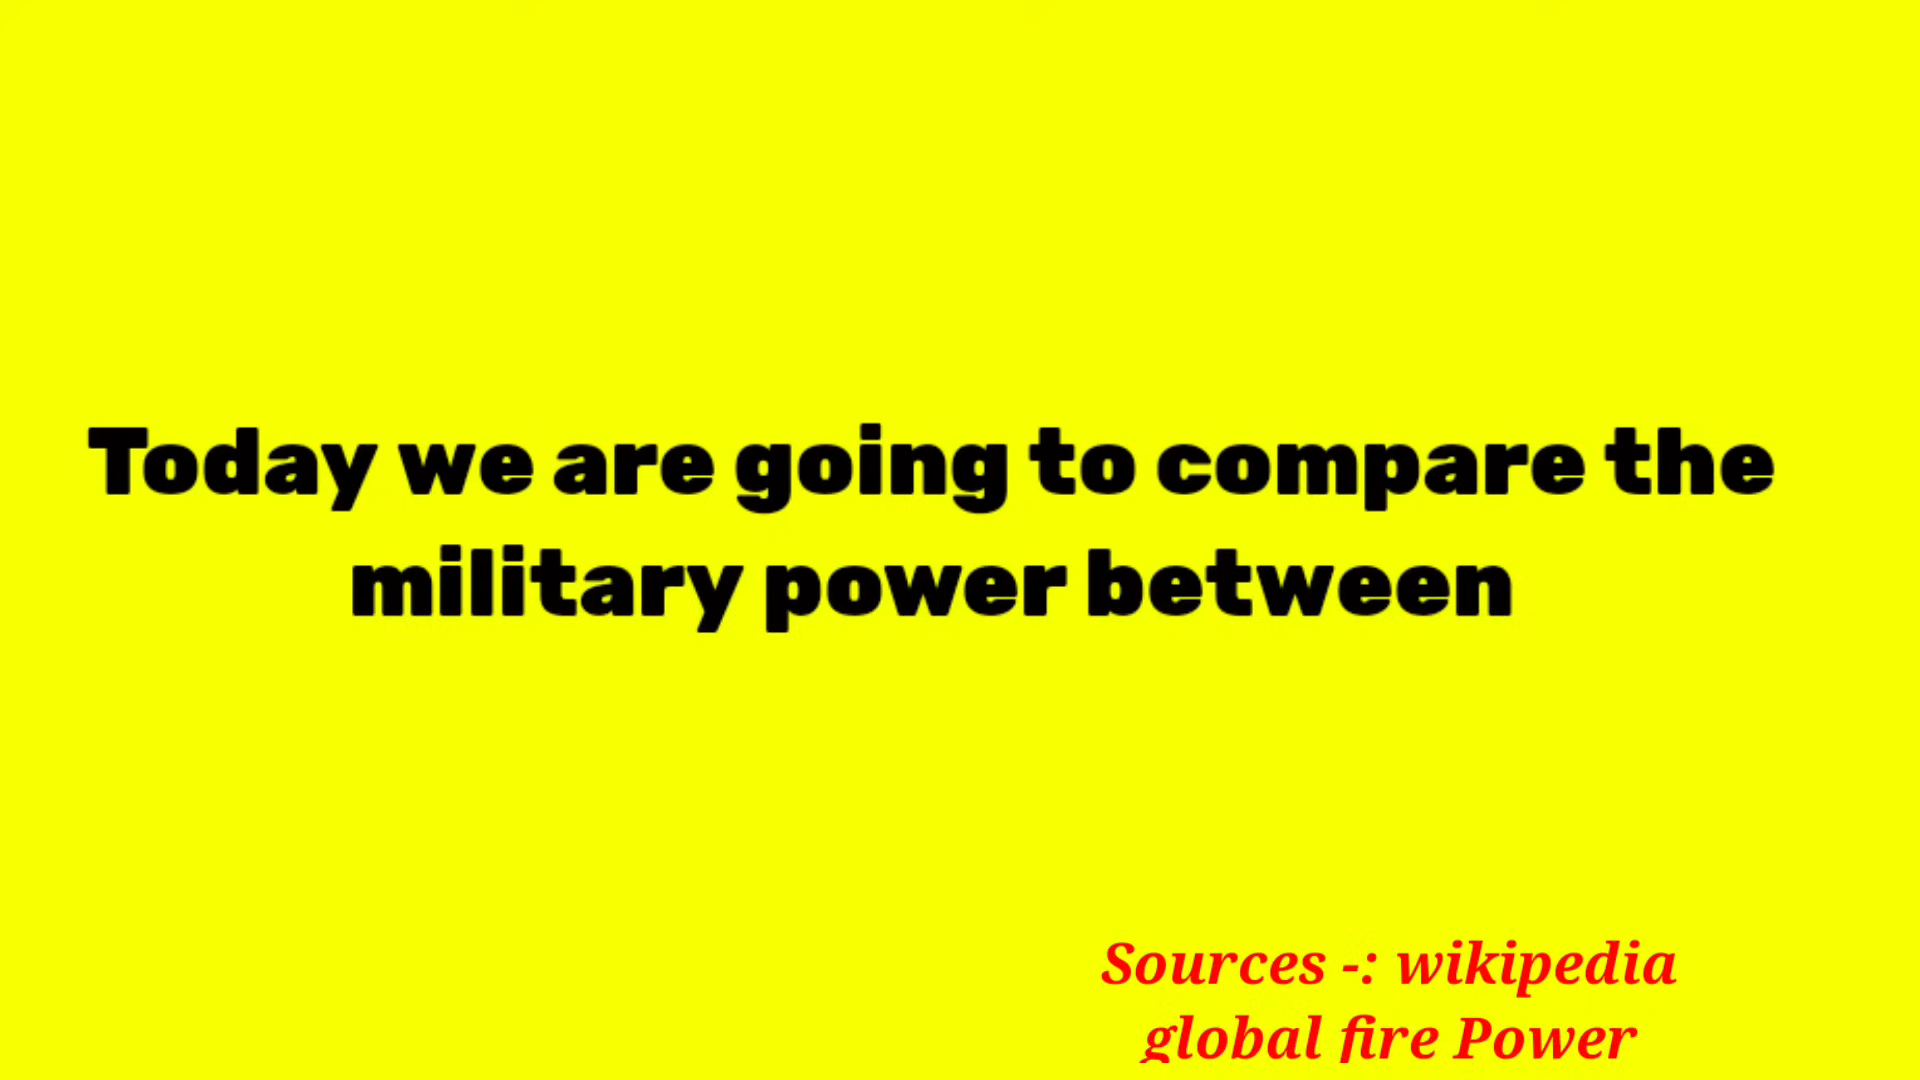 Today we are going to compare the
military power between
Sources -: wikipedia
global fire Power